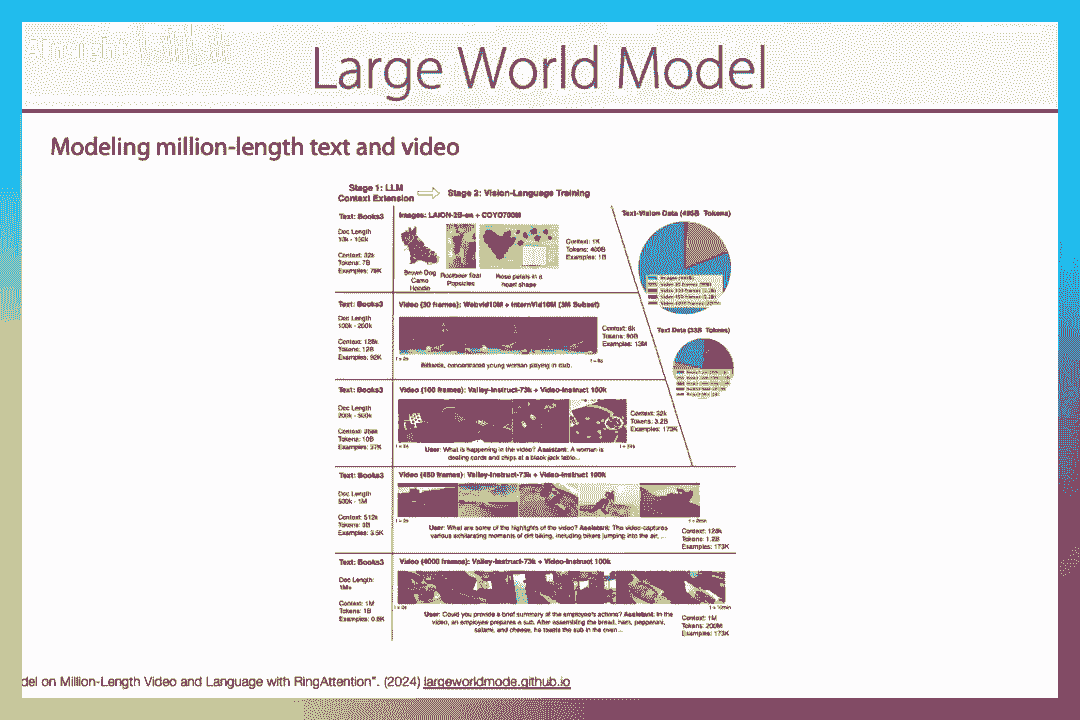 Large World Model
Modeling million-length text and video
Stage 1: LLM
Context Extension
Stage 2: Vision-Language Training
Text: Books3
Doc Length
10k - 100k
Context: 32k
Tokens: 7B
Examples:
Images: LAION-2B-en + COYO700M
Brown Dog
Camo
Hoodie
Popsicles
Rose petals in a
heart shape
Context: 1K
Tokens: 400B
Examples: 1B
Text-Vision Data (495B Tokens)
Text: Books3
Doc Length
100k - 200k
Context: 128k
Tokens: 12B
Examples: 92K
Video (30 frames): Webvid10M + InternVid10M (3M Subset)
concentrated young woman playing in club.
Context: 8k
Tokens:
Examples: 13M
Text Data (33B Tokens)
Text: Books3
Doc Length
200k - 500k
Context: 256k
Tokens: 10B
Examples: 37K
Video (100 frames): Valley-Instruct-73k + Video-Instruct 100k
User: What is happening in the video? Assistant: A woman is
dealing cards and chips at a black jack table...
Context: 32k
Tokens: 3.2B
Examples: 173K
Text: Books3
Doc Length
500k - 1M
Context: 512k
Tokens: 3B
Examples: 3.5K
Video (450 frames): Valley-Instruct-73k + Video-Instruct 100k
User: What are some of the highlights of the video? Assistant: The video captures
various exhilarating moments of dirt biking, including bikers jumping into the air, ...
Context: 128k
Tokens: 1.2B
Examples: 173K
Text: Books3
Doc Length:
1M+
Context: 1M
Tokens: 1B
Examples: 0.8K
Video (4000 frames): Valley-Instruct-73k + Video-Instruct 100k
User: Could you provide a brief summary of the employee's actions? Assistant: In the
video, an employee prepares a sub. After assembling the bread, ham, pepperoni,
salami, and cheese, he toasts the sub in the oven...
Context: 1M
Tokens: 200M
Examples: 173K
del on Million-Length Video and Language with RingAttention". (2024) largeworldmode.github.io